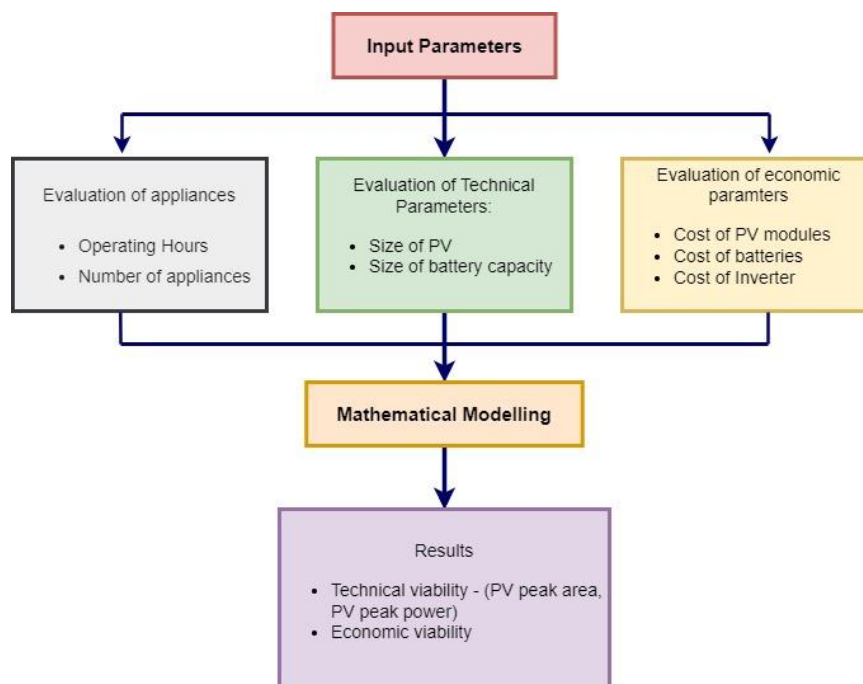 Input Parameters
Evaluation of appliances
• Operating Hours
• Number of appliances
Evaluation of Technical
Parameters:
• Size of PV
• Size of battery capacity
Evaluation of economic
paramters
• Cost of PV modules
• Cost of batteries
• Cost of Inverter
Mathematical Modelling
Results
• Technical viability - (PV peak area,
PV peak power)
• Economic viability